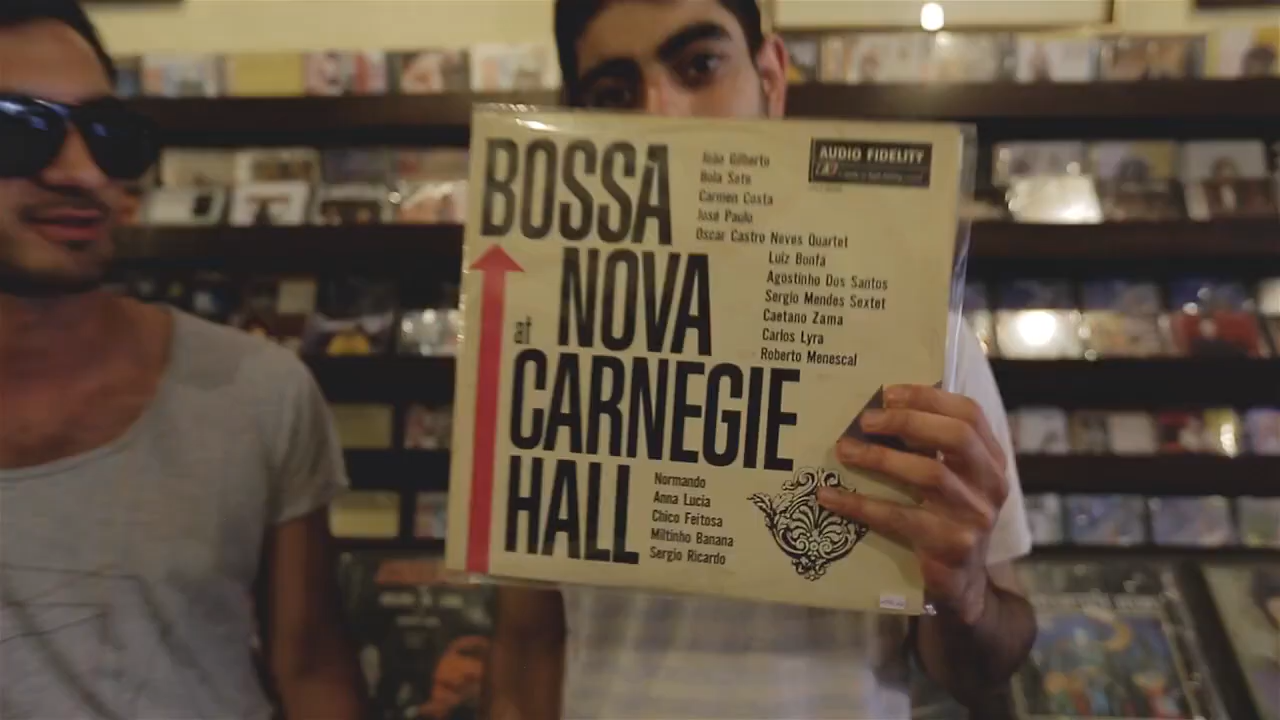 BOSSA
NOVA
at
CARNEGIE
HALL
João Gilberto
Bola Sete
Carmen Costa
José Paulo
Oscar Castro Neves Quartet
Luiz Bonfá
Agostinho Dos Santos
Sergio Mendes Sextet
Caetano Zama
Carlos Lyra
Roberto Menescal
AUDIO FIDELITY
Normando
Anna Lucia
Chico Feitosa
Miltinho Banana
Sergio Ricardo